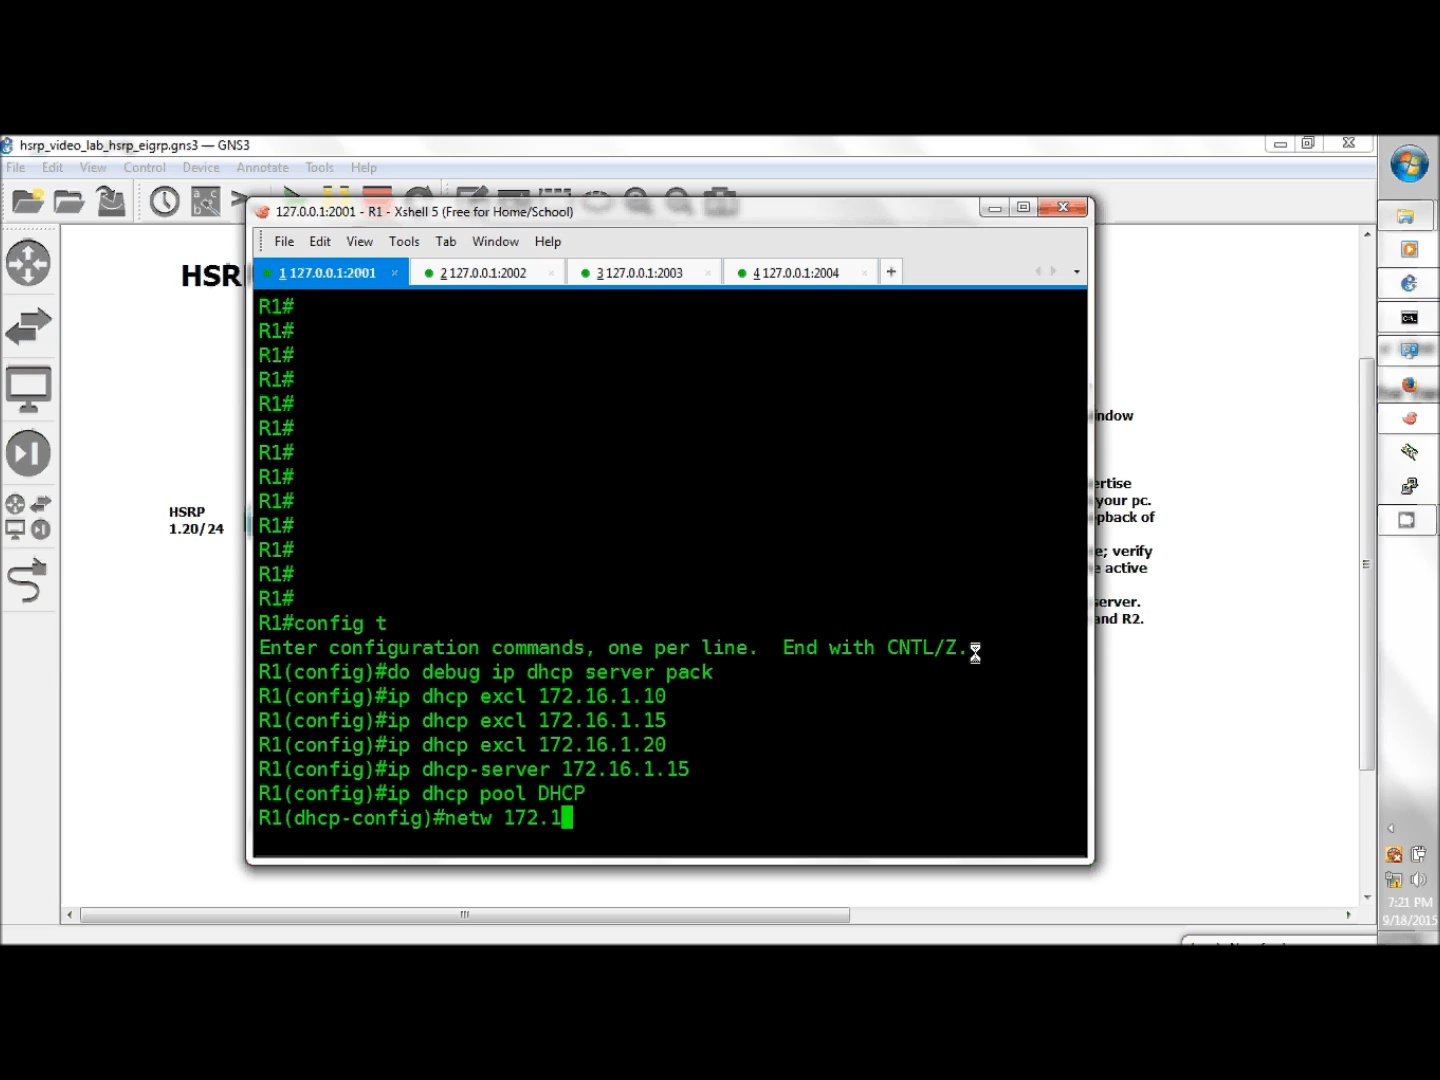 hsrp_video_lab_hsrp_eigrp.gns3 — GNS3
File Edit View Control Device Annotate Tools Help
127.0.0.1:2001 - R1 - Xshell 5 (Free for Home/School)
File Edit View Tools Tab Window Help
1 127.0.0.1:2001 2 127.0.0.1:2002 3 127.0.0.1:2003 4 127.0.0.1:2004
HSR
R1#
R1#
R1#
R1#
R1#
R1#
R1#
R1#
R1#
R1#
R1#
R1#
R1#
R1#config t
Enter configuration commands, one per line.  End with CNTL/Z.
R1(config)#do debug ip dhcp server pack
R1(config)#ip dhcp excl 172.16.1.10
R1(config)#ip dhcp excl 172.16.1.15
R1(config)#ip dhcp excl 172.16.1.20
R1(config)#ip dhcp-server 172.16.1.15
R1(config)#ip dhcp pool DHCP
R1(dhcp-config)#netw 172.1
HSRP
1.20/24
indow
ertise
your pc.
pback of
e; verify
e active
server.
and R2.
7:21 PM
9/18/2015